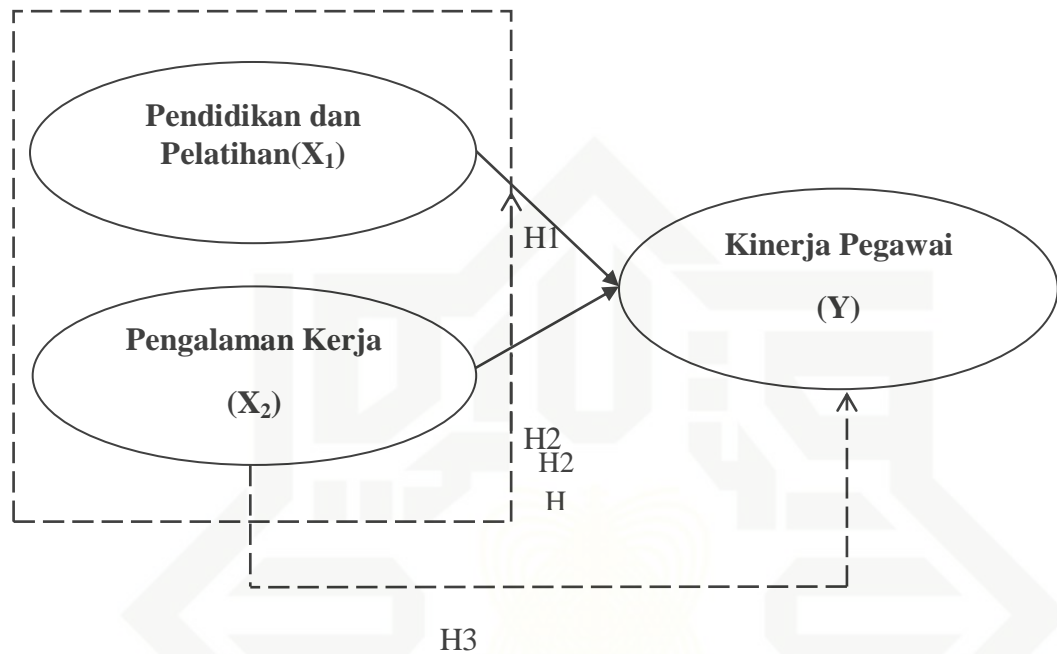 Pendidikan dan
Pelatihan(X₁)
H1
Kinerja Pegawai
(Y)
Pengalaman Kerja
(X₂)
H2
H2
H
H3